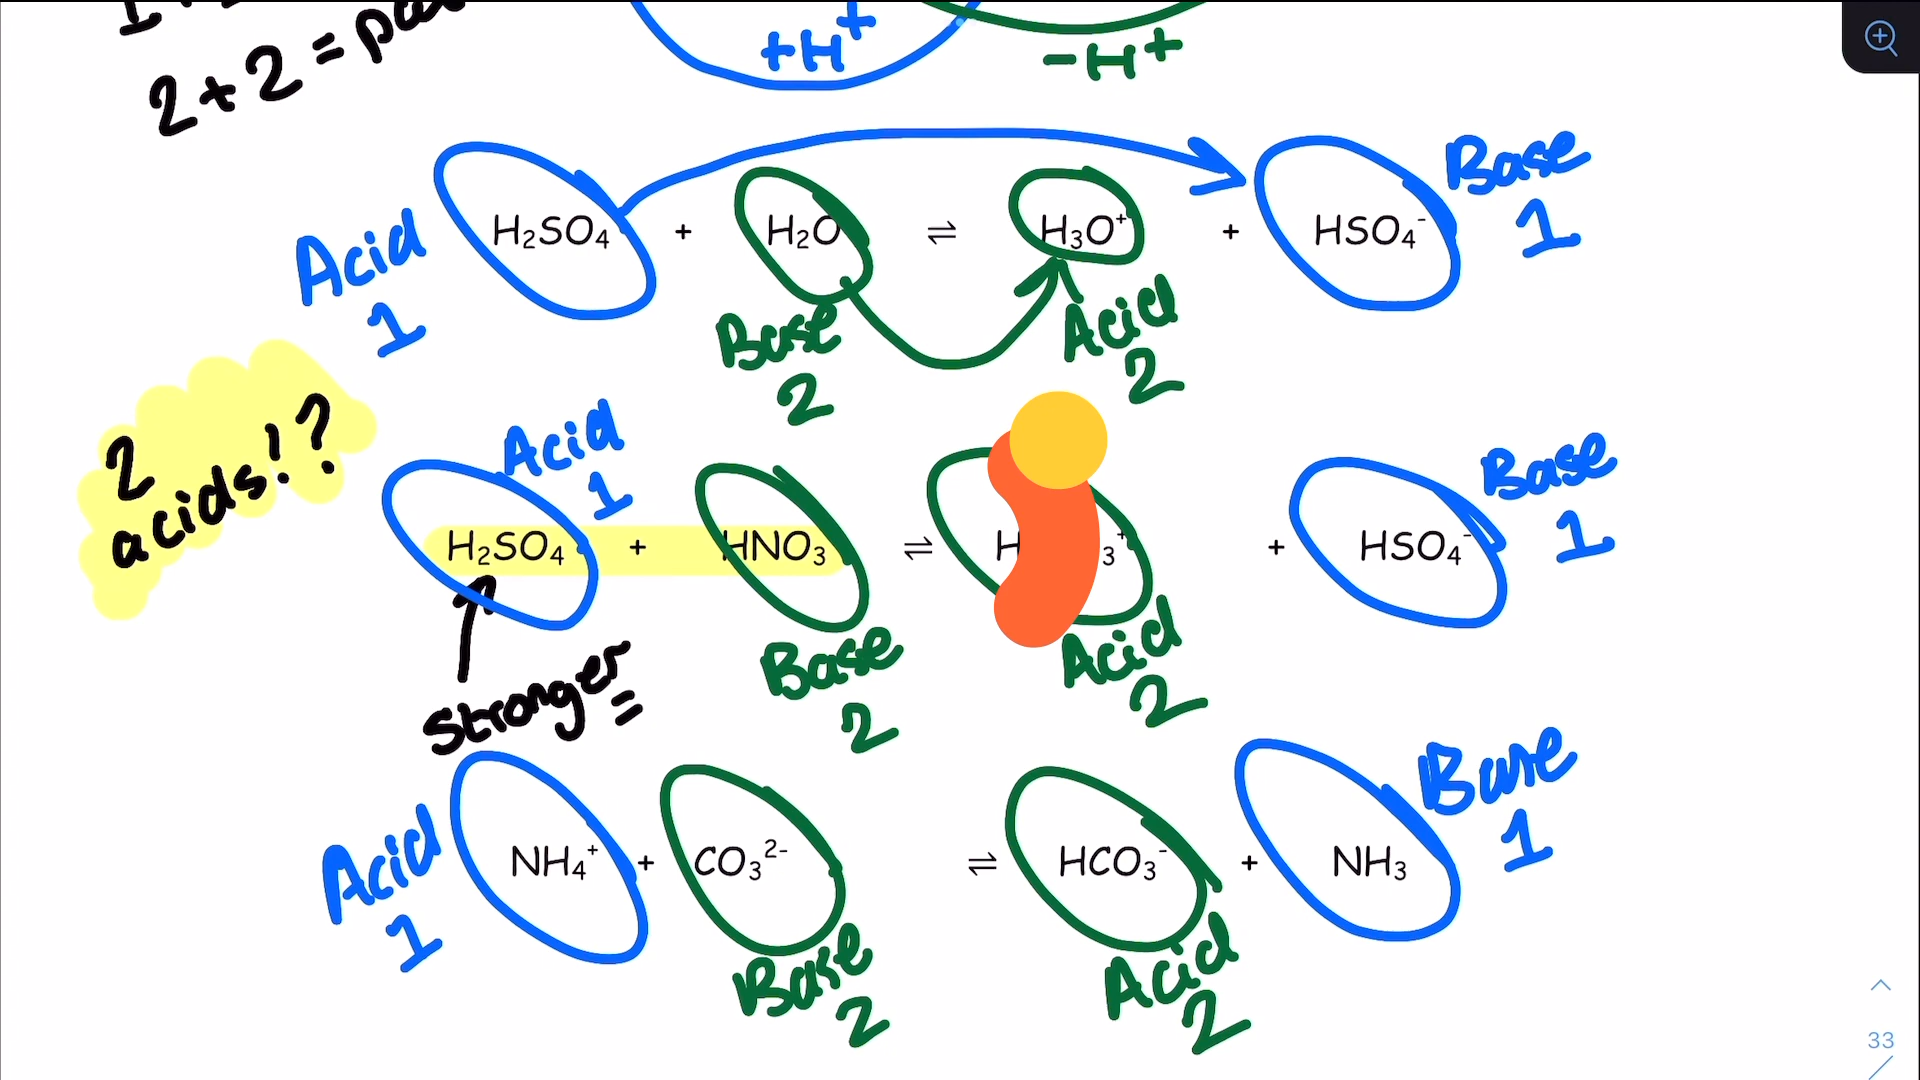 2+2=
+H⁺
-H⁺
Acid 1
H₂SO₄ + H₂O ⇌ H₃O⁺ + HSO₄⁻
Base 1
Base 2
Acid 2
2 acids!?
Acid 1
H₂SO₄ + HNO₃ ⇌ H 3⁺ + HSO₄⁻
Base 1
stronger
Base 2
Acid 2
Acid 1
NH₄⁺ + CO₃²⁻ ⇌ HCO₃⁻ + NH₃
Base 1
Base 2
Acid 2
33